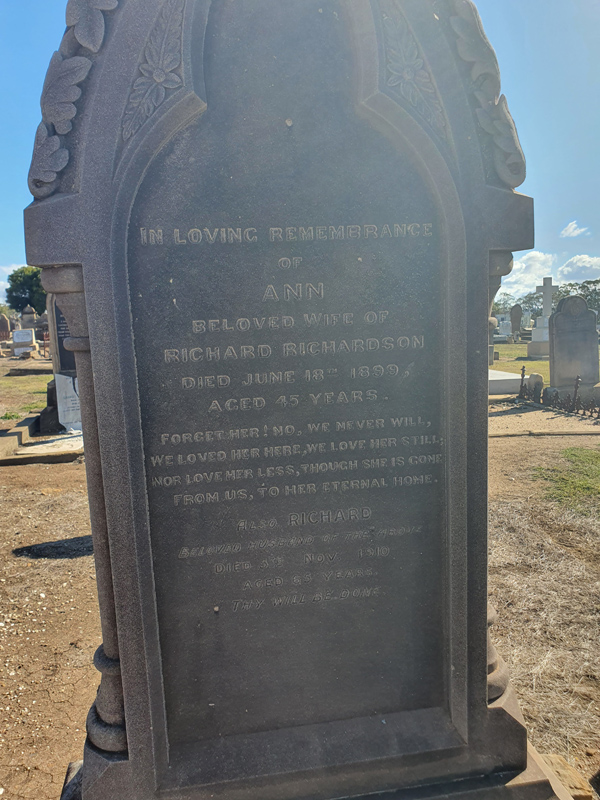 IN LOVING REMEMBRANCE
OF
ANN
BELOVED WIFE OF
RICHARD RICHARDSON
DIED JUNE 18TH 1899,
AGED 45 YEARS.
FORGET HER! NO, WE NEVER WILL,
WE LOVED HER HERE, WE LOVE HER STILL,
NOR LOVE HER LESS, THOUGH SHE IS GONE
FROM US, TO HER ETERNAL HOME.
ALSO RICHARD
BELOVED HUSBAND OF THE ABOVE
DIED NOV 1910
AGED YEARS.
THY WILL BE DONE.